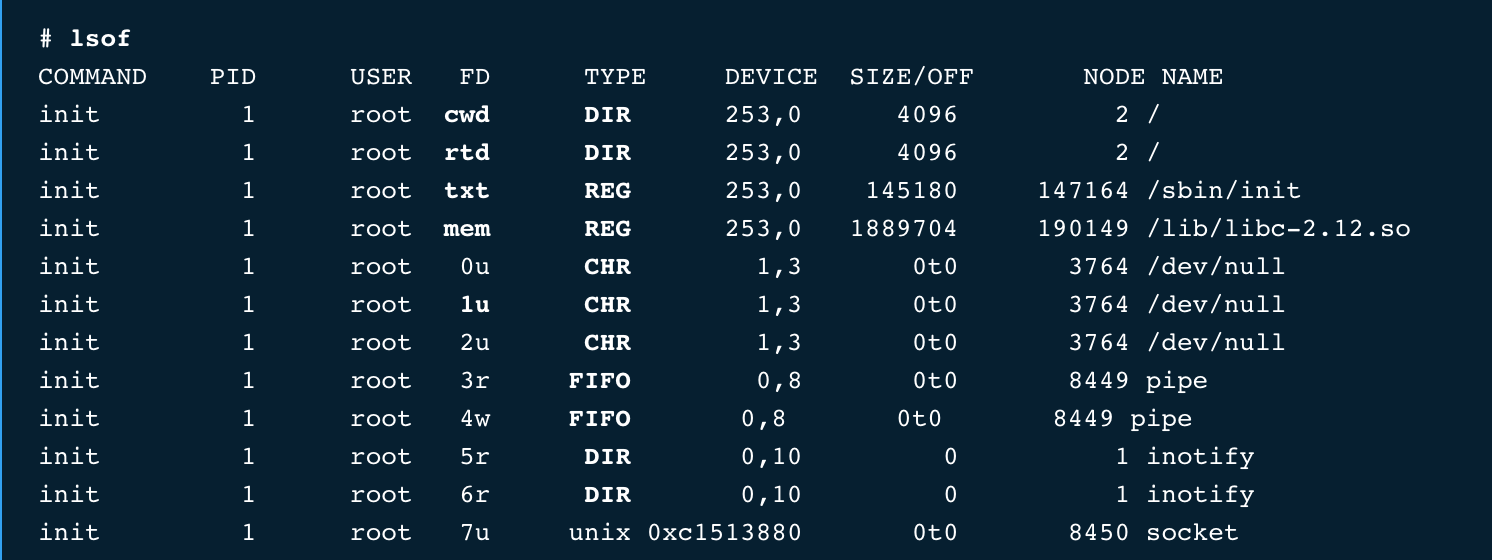 # lsof
COMMAND    PID      USER   FD      TYPE     DEVICE  SIZE/OFF       NODE NAME
init         1      root  cwd      DIR      253,0      4096          2 /
init         1      root  rtd      DIR      253,0      4096          2 /
init         1      root  txt      REG      253,0    145180     147164 /sbin/init
init         1      root  mem      REG      253,0   1889704     190149 /lib/libc-2.12.so
init         1      root   0u      CHR        1,3       0t0       3764 /dev/null
init         1      root   1u      CHR        1,3       0t0       3764 /dev/null
init         1      root   2u      CHR        1,3       0t0       3764 /dev/null
init         1      root   3r     FIFO        0,8       0t0       8449 pipe
init         1      root   4w     FIFO       0,8       0t0       8449 pipe
init         1      root   5r      DIR       0,10         0          1 inotify
init         1      root   6r      DIR       0,10         0          1 inotify
init         1      root   7u     unix 0xc1513880       0t0       8450 socket